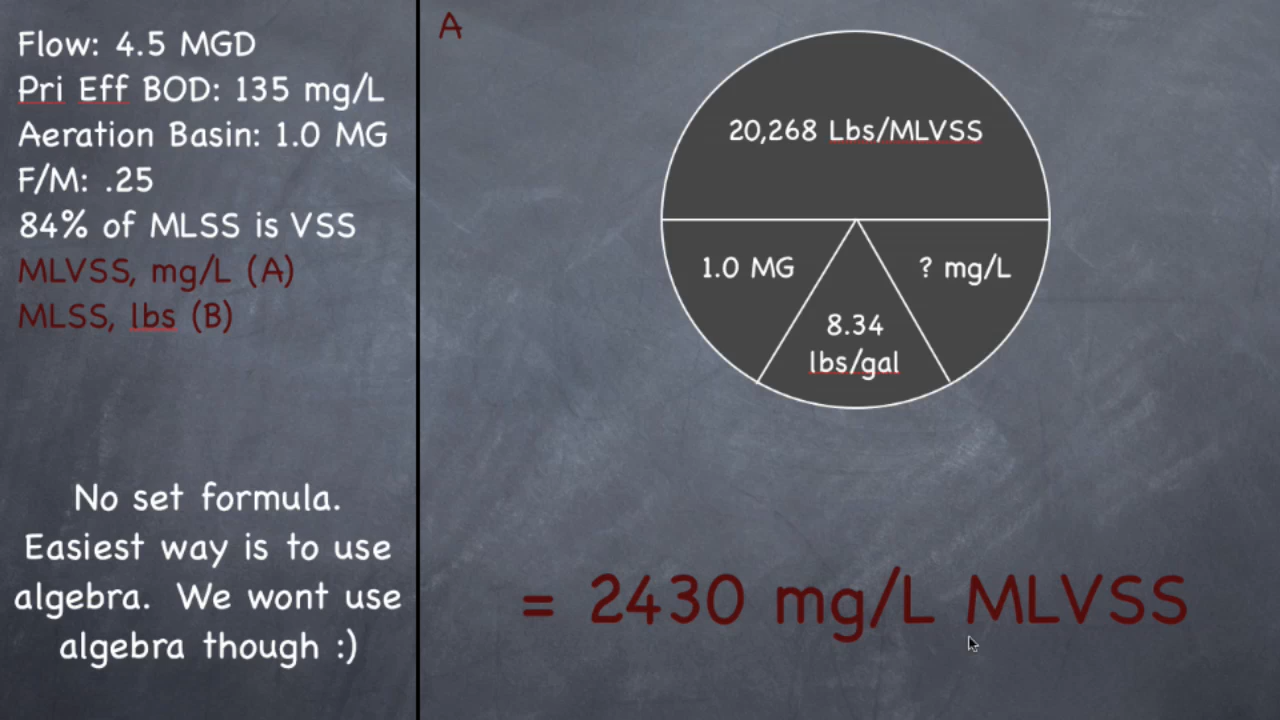 Flow: 4.5 MGD
Pri Eff BOD: 135 mg/L
Aeration Basin: 1.0 MG
F/M: .25
84% of MLSS is VSS
MLVSS, mg/L (A)
MLSS, lbs (B)
No set formula.
Easiest way is to use
algebra. We wont use
algebra though :)
A
20,268 Lbs/MLVSS
1.0 MG
? mg/L
8.34
lbs/gal
= 2430 mg/L MLVSS